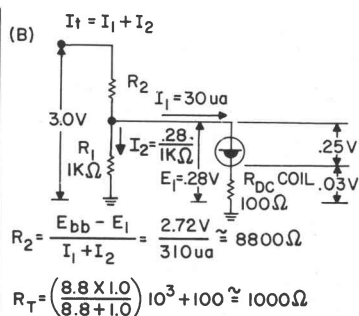 (B) It = I1 + I2
3.0V
R2
I1 = 30ua
R1
1KΩ
I2 = .28 / 1KΩ
E1 = .28V
RDC COIL
100Ω
.25V
.03V
R2 = (Ebb - E1) / (I1 + I2) = 2.72V / 310ua ≅ 8800Ω
RT = (8.8 X 1.0 / 8.8 + 1.0) 10³ + 100 ≅ 1000Ω